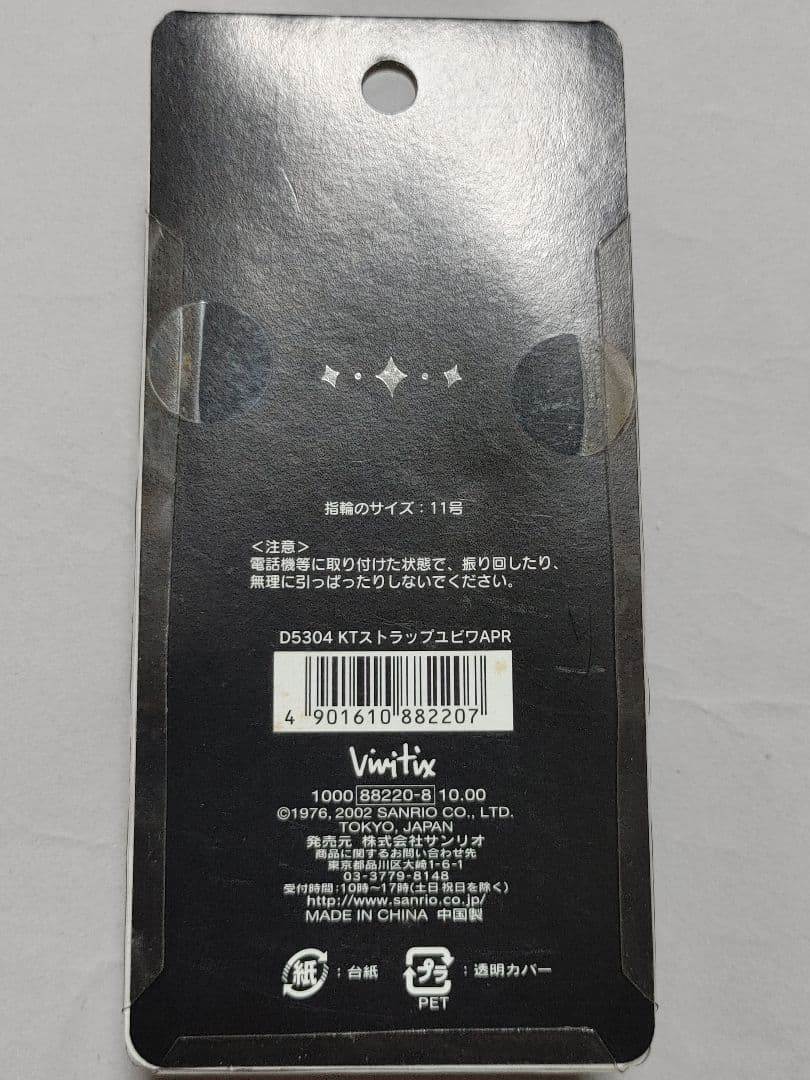 指輪のサイズ：11号
＜注意＞
電話機等に取り付けた状態で、振り回したり、
無理に引っぱったりしないでください。
D5304 KTストラップユビワAPR
4 901610 882207
Vivitix
1000 88220-8 10.00
©1976, 2002 SANRIO CO., LTD.
TOKYO, JAPAN
発売元 株式会社サンリオ
商品に関するお問い合わせ先
東京都品川区大崎1-6-1
03-3779-8148
受付時間：10時〜17時(土日祝日を除く)
http://www.sanrio.co.jp/
MADE IN CHINA 中国製
紙：台紙 プラ：透明カバー
PET